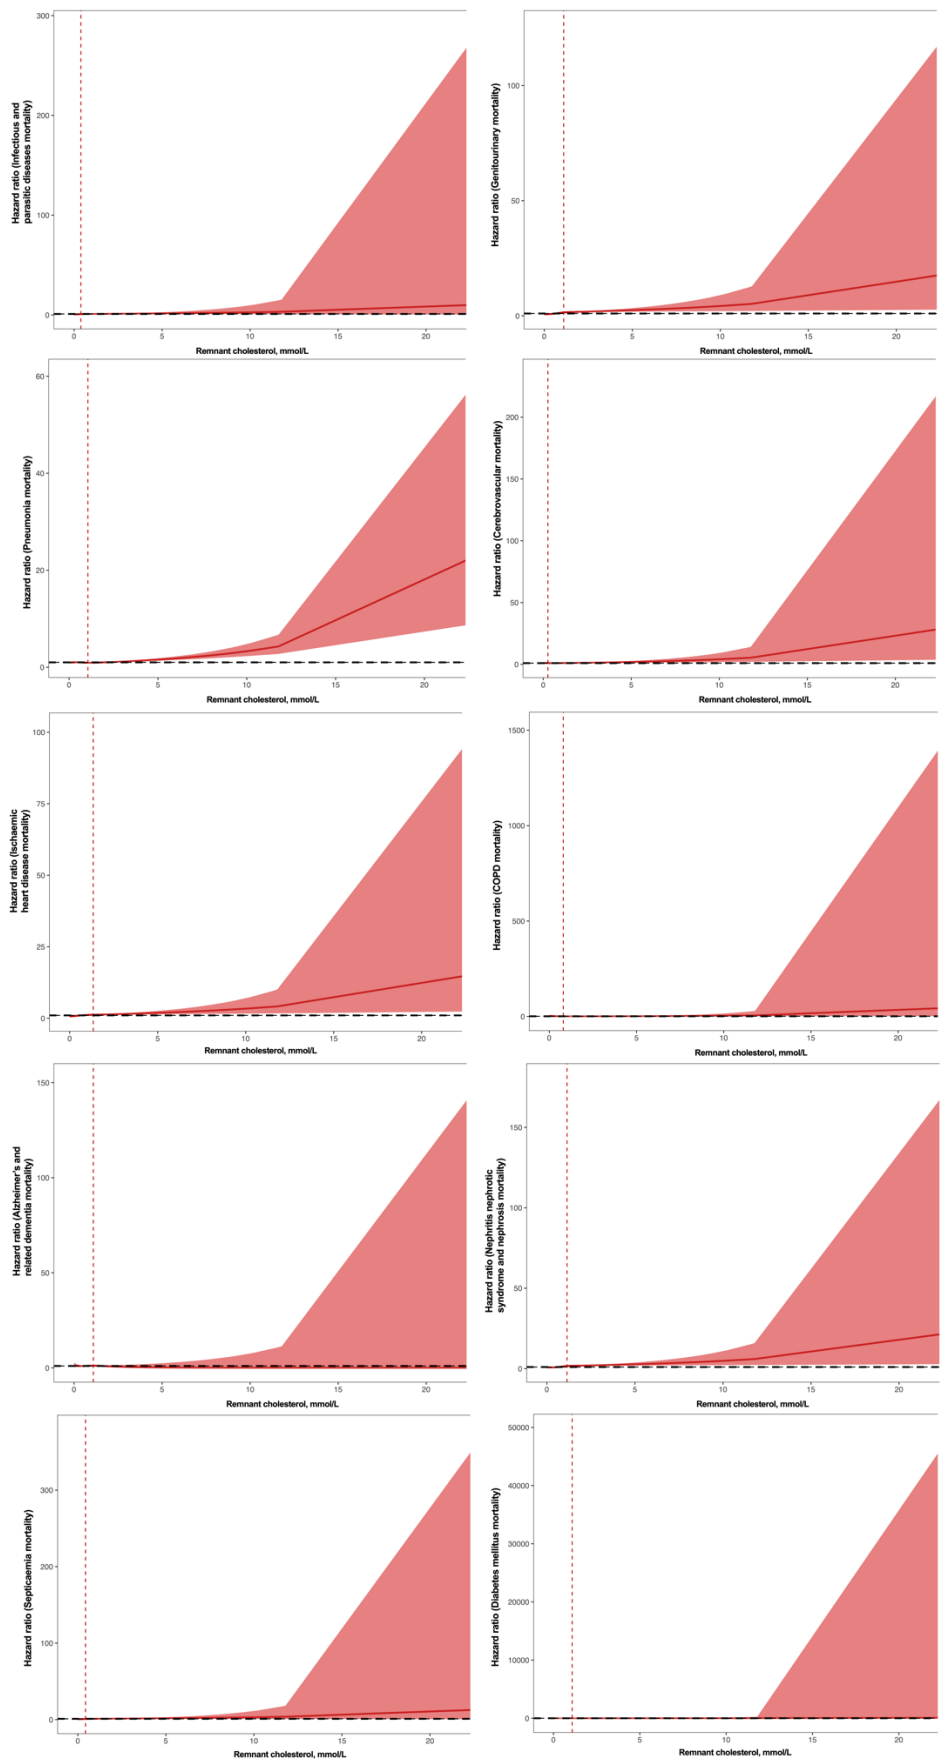 Hazard ratio (Infectious and
parasitic diseases mortality)
300
200
100
0
0 5 10 15 20
Remnant cholesterol, mmol/L
Hazard ratio (Genitourinary mortality)
100
50
0
0 5 10 15 20
Remnant cholesterol, mmol/L
Hazard ratio (Pneumonia mortality)
60
40
20
0
0 5 10 15 20
Remnant cholesterol, mmol/L
Hazard ratio (Cerebrovascular mortality)
200
150
100
50
0
0 5 10 15 20
Remnant cholesterol, mmol/L
Hazard ratio (Ischaemic
heart disease mortality)
100
75
50
25
0
0 5 10 15 20
Remnant cholesterol, mmol/L
Hazard ratio (COPD mortality)
1500
1000
500
0
0 5 10 15 20
Remnant cholesterol, mmol/L
Hazard ratio (Alzheimer's and
related dementia mortality)
150
100
50
0
0 5 10 15 20
Remnant cholesterol, mmol/L
Hazard ratio (Nephritis nephrotic
syndrome and nephrosis mortality)
150
100
50
0
0 5 10 15 20
Remnant cholesterol, mmol/L
Hazard ratio (Septicaemia mortality)
300
200
100
0
0 5 10 15 20
Remnant cholesterol, mmol/L
Hazard ratio (Diabetes mellitus mortality)
50000
40000
30000
20000
10000
0
0 5 10 15 20
Remnant cholesterol, mmol/L